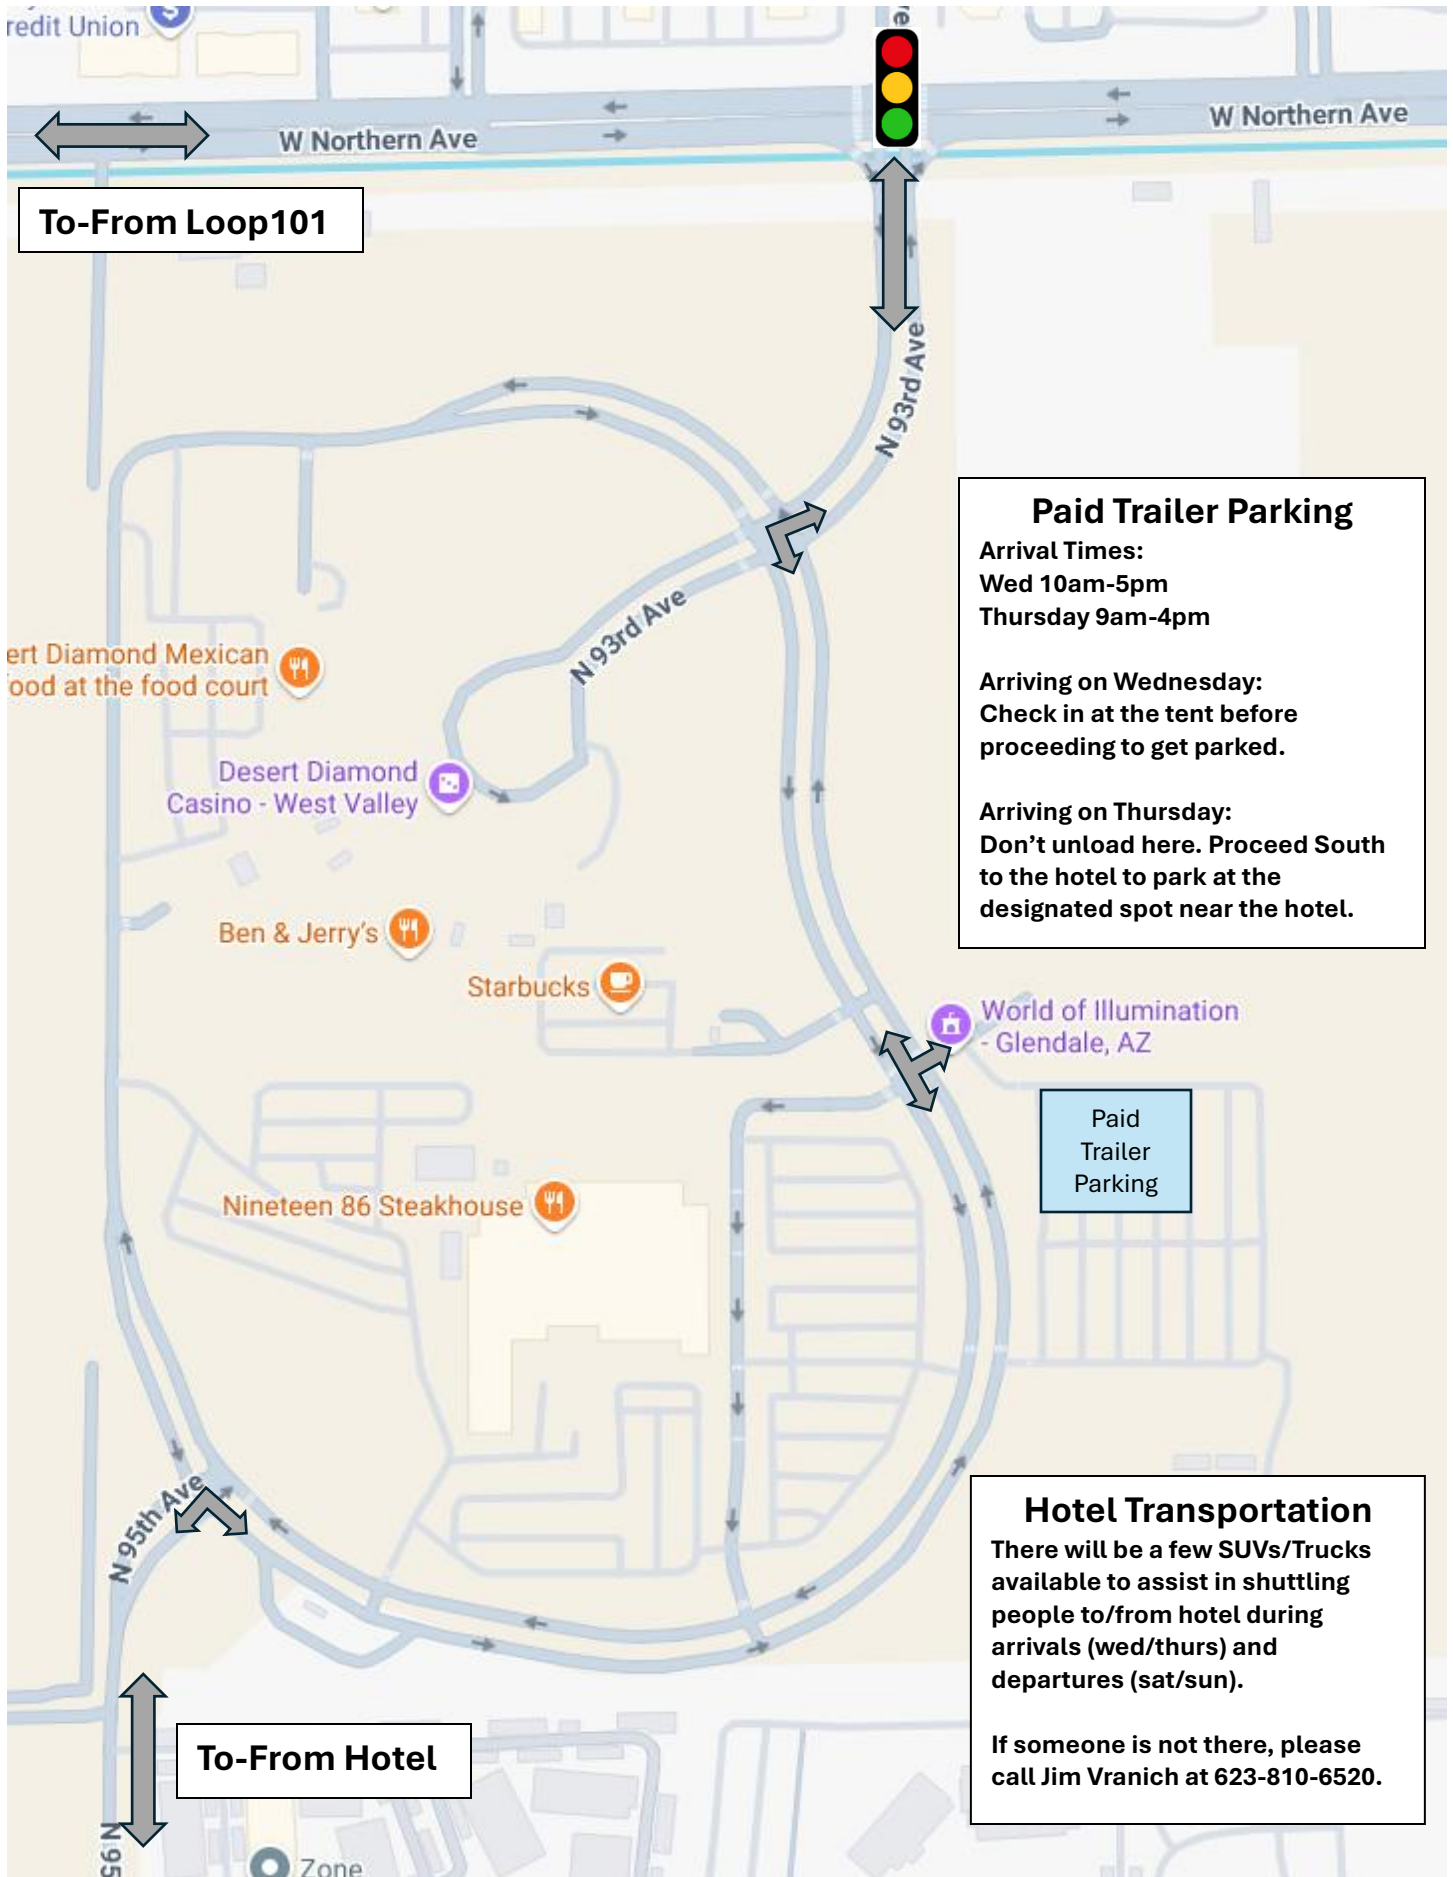 redit Union
$
re
W Northern Ave
W Northern Ave
To-From Loop101
N 93rd Ave
Paid Trailer Parking
Arrival Times:
Wed 10am-5pm
Thursday 9am-4pm
Arriving on Wednesday:
Check in at the tent before
proceeding to get parked.
Arriving on Thursday:
Don’t unload here. Proceed South
to the hotel to park at the
designated spot near the hotel.
N 93rd Ave
ert Diamond Mexican
ood at the food court
Desert Diamond
Casino - West Valley
Ben & Jerry’s
Starbucks
World of Illumination
- Glendale, AZ
Paid
Trailer
Parking
Nineteen 86 Steakhouse
N 95th Ave
Hotel Transportation
There will be a few SUVs/Trucks
available to assist in shuttling
people to/from hotel during
arrivals (wed/thurs) and
departures (sat/sun).
If someone is not there, please
call Jim Vranich at 623-810-6520.
To-From Hotel
N 95
Zone